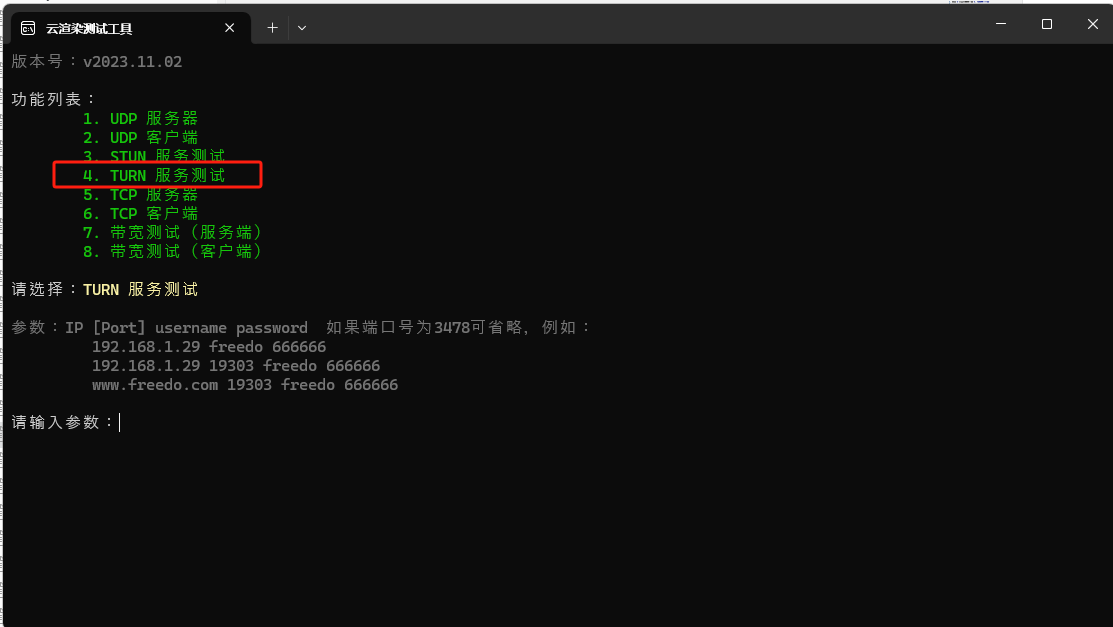 云渲染测试工具
版本号：v2023.11.02
功能列表：
1. UDP 服务器
2. UDP 客户端
3. STUN 服务测试
4. TURN 服务测试
5. TCP 服务器
6. TCP 客户端
7. 带宽测试（服务端）
8. 带宽测试（客户端）
请选择：TURN 服务测试
参数：IP [Port] username password  如果端口号为3478可省略，例如：
192.168.1.29 freedo 666666
192.168.1.29 19303 freedo 666666
www.freedo.com 19303 freedo 666666
请输入参数：